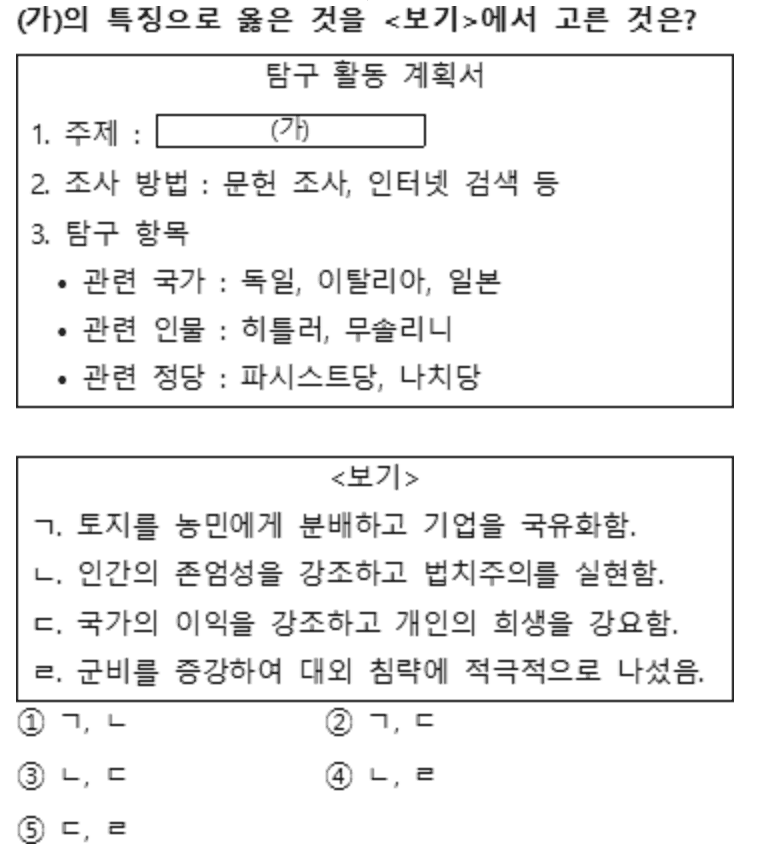 (가)의 특징으로 옳은 것을 <보기>에서 고른 것은?
탐구 활동 계획서
1. 주제 : (가)
2. 조사 방법 : 문헌 조사, 인터넷 검색 등
3. 탐구 항목
• 관련 국가 : 독일, 이탈리아, 일본
• 관련 인물 : 히틀러, 무솔리니
• 관련 정당 : 파시스트당, 나치당
<보기>
ㄱ. 토지를 농민에게 분배하고 기업을 국유화함.
ㄴ. 인간의 존엄성을 강조하고 법치주의를 실현함.
ㄷ. 국가의 이익을 강조하고 개인의 희생을 강요함.
ㄹ. 군비를 증강하여 대외 침략에 적극적으로 나섰음.
① ㄱ, ㄴ ② ㄱ, ㄷ
③ ㄴ, ㄷ ④ ㄴ, ㄹ
⑤ ㄷ, ㄹ